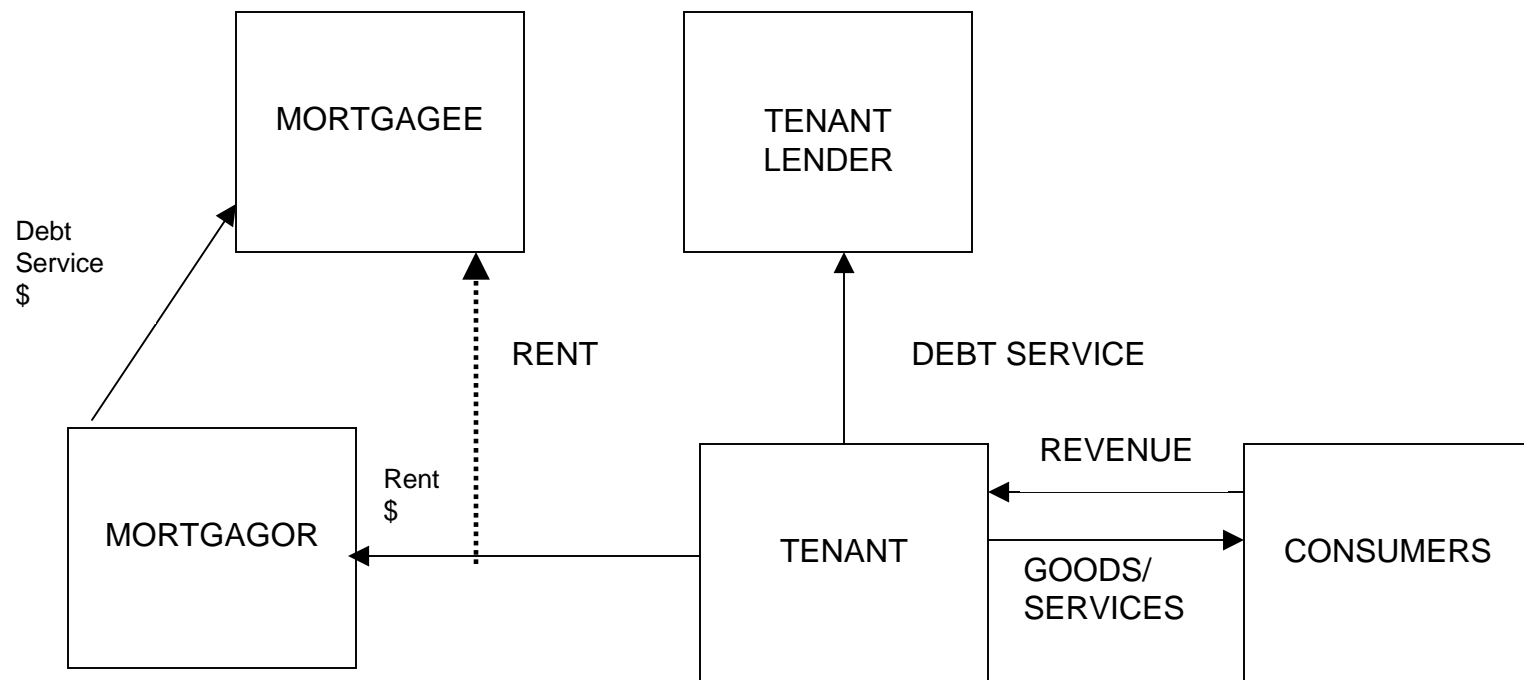 MORTGAGEE
TENANT
LENDER
Debt
Service
$
RENT
DEBT SERVICE
REVENUE
Rent
$
MORTGAGOR
TENANT
CONSUMERS
GOODS/
SERVICES